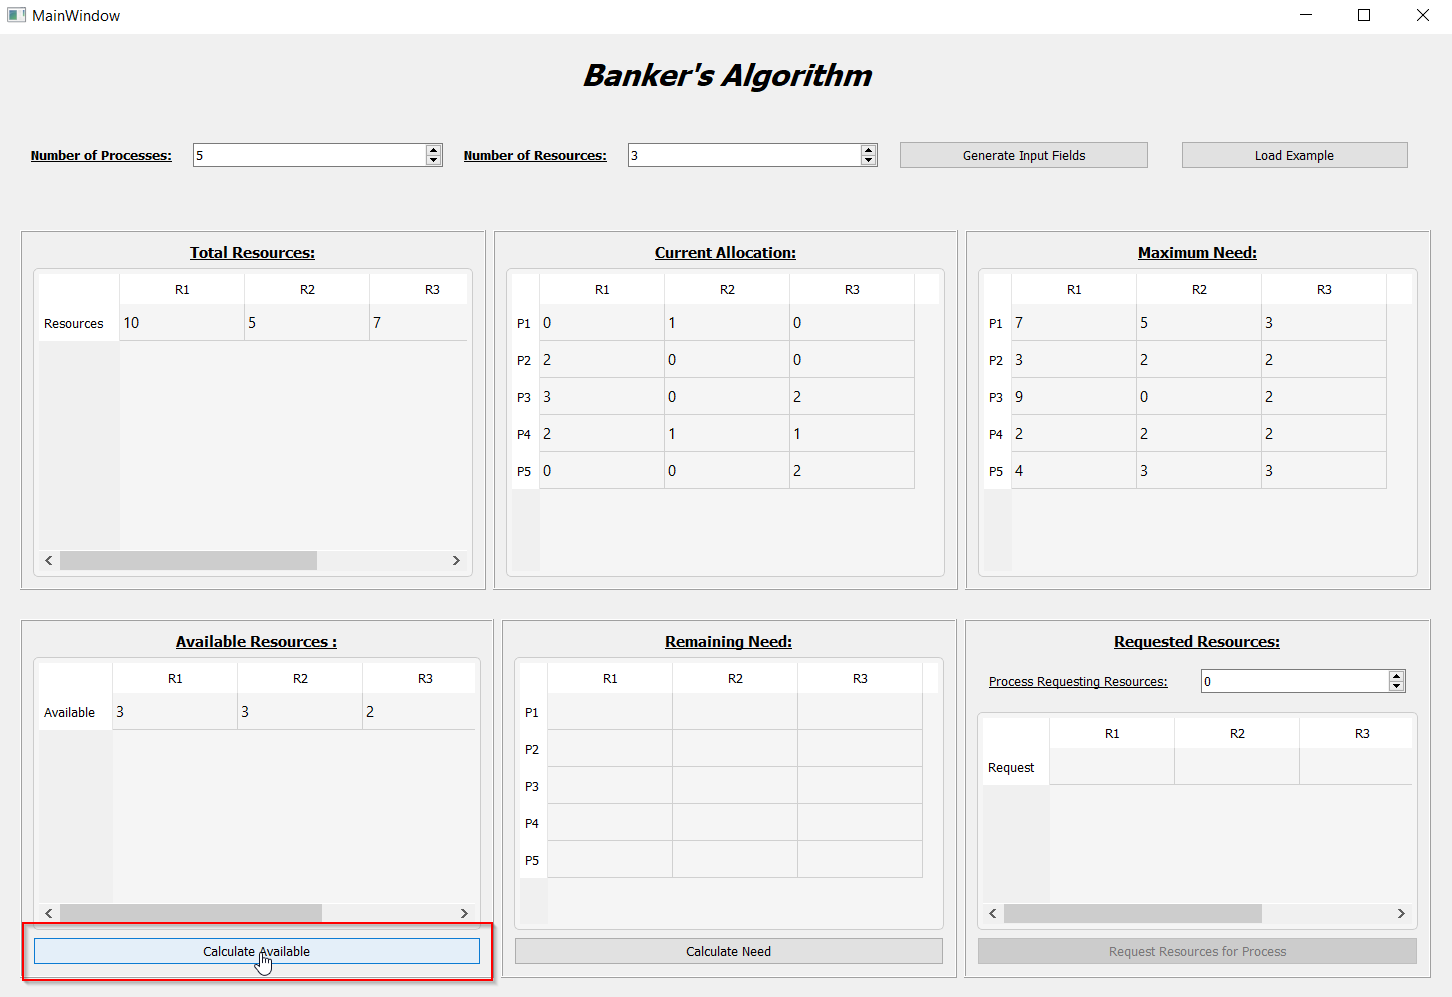 MainWindow
Banker's Algorithm
Number of Processes: 5 Number of Resources: 3 Generate Input Fields Load Example
Total Resources:
R1 R2 R3
Resources 10 5 7
Current Allocation:
R1 R2 R3
P1 0 1 0
P2 2 0 0
P3 3 0 2
P4 2 1 1
P5 0 0 2
Maximum Need:
R1 R2 R3
P1 7 5 3
P2 3 2 2
P3 9 0 2
P4 2 2 2
P5 4 3 3
Available Resources :
R1 R2 R3
Available 3 3 2
Calculate Available
Remaining Need:
R1 R2 R3
P1
P2
P3
P4
P5
Calculate Need
Requested Resources:
Process Requesting Resources: 0
R1 R2 R3
Request
Request Resources for Process